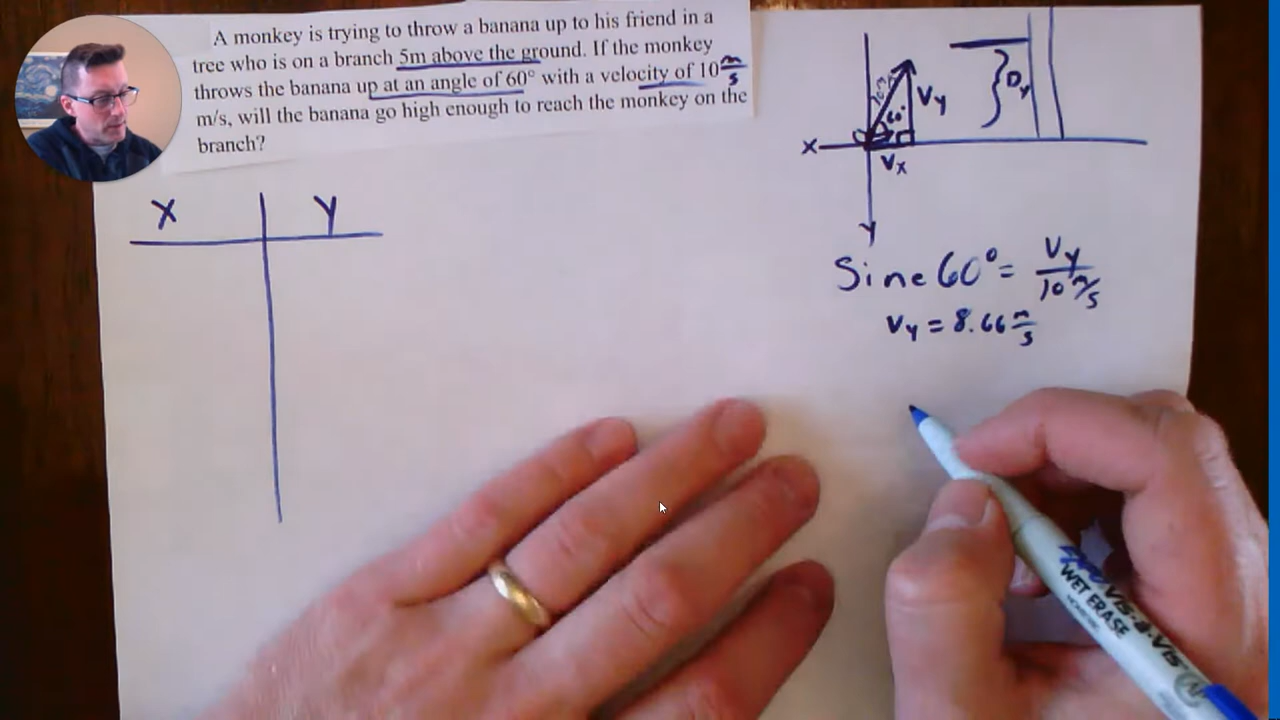 A monkey is trying to throw a banana up to his friend in a
tree who is on a branch 5m above the ground. If the monkey
throws the banana up at an angle of 60° with a velocity of 10 m/s
m/s, will the banana go high enough to reach the monkey on the
branch?
Vy
60°
Dy
X
Vx
Y
X Y
Sine 60° = Vy / 10 m/s
Vy = 8.66 m/s
EXPO VIS-à-VIS
WET ERASE